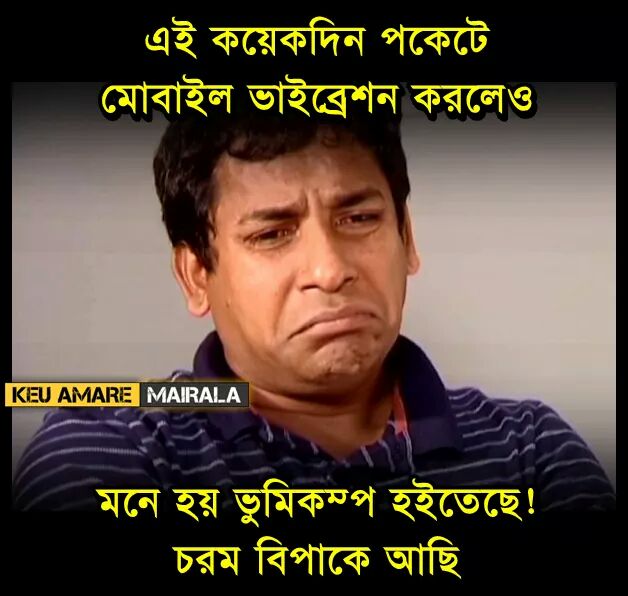 এই কয়েকদিন পকেটে
মোবাইল ভাইব্রেশন করলেও
KEU AMARE MAIRALA
মনে হয় ভুমিকম্প হইতেছে!
চরম বিপাকে আছি